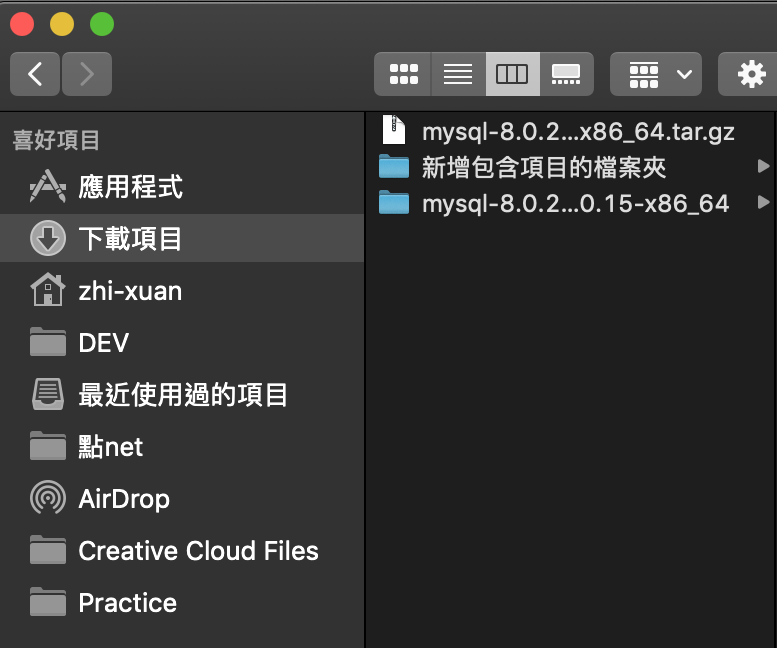 喜好項目
應用程式
下載項目
zhi-xuan
DEV
最近使用過的項目
點net
AirDrop
Creative Cloud Files
Practice
mysql-8.0.2...x86_64.tar.gz
新增包含項目的檔案夾
mysql-8.0.2...0.15-x86_64